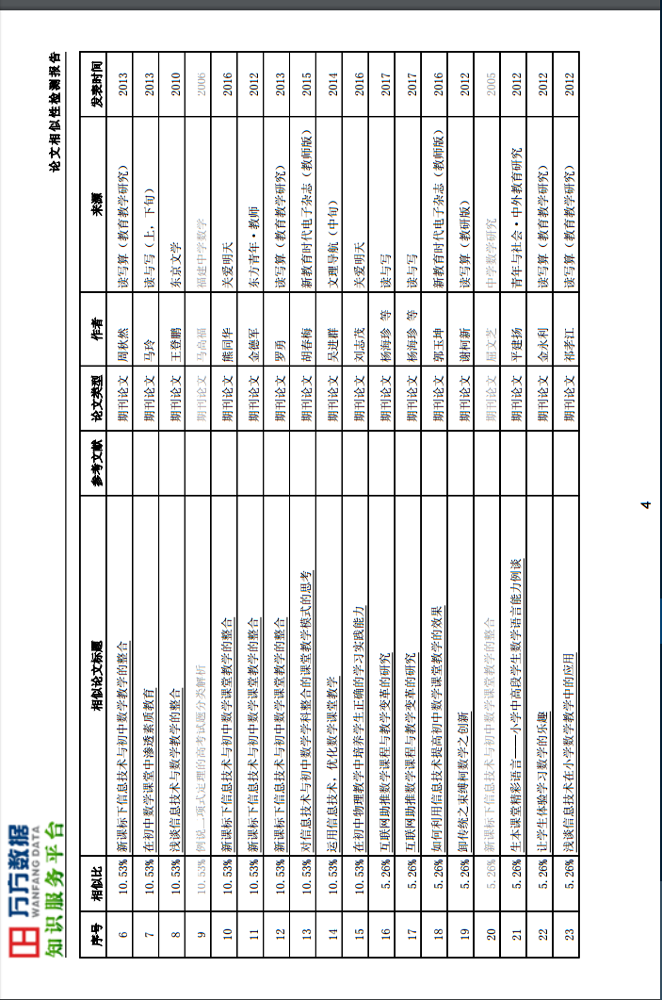 万方数据
WANFANG DATA
知识服务平台
论文相似性检测报告
序号 相似比 相似论文标题 参考文献 论文类型 作者 来源 发表时间
6 10.53% 新课标下信息技术与初中数学教学的整合 期刊论文 周秋然 读写算（教育教学研究） 2013
7 10.53% 在初中数学课堂中渗透素质教育 期刊论文 马玲 读与写（上，下旬） 2013
8 10.53% 浅谈信息技术与数学教学的整合 期刊论文 王登鹏 东京文学 2010
9 10.53% 例说二项式定理的高考试题分类解析 期刊论文 马高福 福建中学数学 2006
10 10.53% 新课标下信息技术与初中数学课堂教学的整合 期刊论文 熊同华 关爱明天 2016
11 10.53% 新课标下信息技术与初中数学课堂教学的整合 期刊论文 金德军 东方青年·教师 2012
12 10.53% 新课标下信息技术与初中数学课堂教学的整合 期刊论文 罗勇 读写算（教育教学研究） 2013
13 10.53% 对信息技术与初中数学学科整合的课堂教学模式的思考 期刊论文 胡春梅 新教育时代电子杂志（教师版） 2015
14 10.53% 运用信息技术，优化数学课堂教学 期刊论文 吴进群 文理导航（中旬） 2014
15 10.53% 在初中物理教学中培养学生正确的学习实践能力 期刊论文 刘志茂 关爱明天 2016
16 5.26% 互联网助推数学课程与教学变革的研究 期刊论文 杨海珍 等 读与写 2017
17 5.26% 互联网助推数学课程与教学变革的研究 期刊论文 杨海珍 等 读与写 2017
18 5.26% 如何利用信息技术提高初中数学课堂教学的效果 期刊论文 郭玉坤 新教育时代电子杂志（教师版） 2016
19 5.26% 卸传统之束缚柯数学之创新 期刊论文 谢柯新 读写算（教研版） 2012
20 5.26% 新课标下信息技术与初中数学课堂教学的整合 期刊论文 屈文芝 中学数学研究 2005
21 5.26% 生本课堂精彩语言——小学中高段学生数学语言能力例谈 期刊论文 平建扬 青年与社会·中外教育研究 2012
22 5.26% 让学生体验学习数学的乐趣 期刊论文 金永利 读写算（教育教学研究） 2012
23 5.26% 浅谈信息技术在小学数学教学中的应用 期刊论文 祁孝江 读写算（教育教学研究） 2012
4